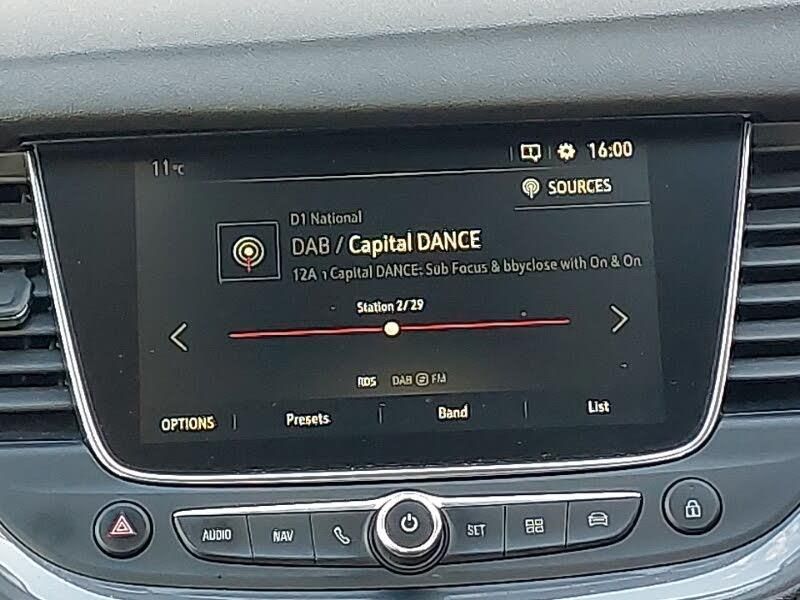 11°C
16:00
SOURCES
D1 National
DAB / Capital DANCE
12A Capital DANCE: Sub Focus & bbyclose with On & On
Station 2/29
RDS DAB FM
OPTIONS Presets Band List
AUDIO NAV SET